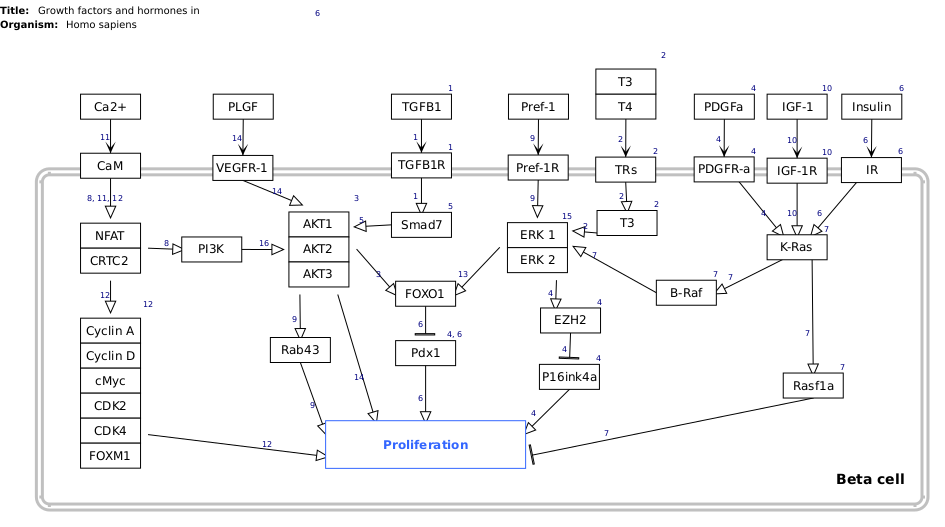 Title: Growth factors and hormones in
6
Organism: Homo sapiens
2
T3
1
4
10
6
Ca2+
PLGF
TGFB1
Pref-1
T4
PDGFa
IGF-1
Insulin
11
14
1
9
2
4
10
6
1
2
4
10
6
CaM
VEGFR-1
TGFB1R
Pref-1R
TRs
PDGFR-a
IGF-1R
IR
8, 11, 12
14
3
1
9
2
2
5
5
15
4
10
6
7
AKT1
Smad7
T3
2
NFAT
ERK 1
8
PI3K
16
AKT2
K-Ras
CRTC2
ERK 2
7
AKT3
3
13
7
7
12
12
FOXO1
4
B-Raf
4
9
6
EZH2
Cyclin A
4, 6
7
Rab43
Pdx1
4
4
Cyclin D
7
cMyc
14
P16ink4a
Rasf1a
CDK2
9
6
4
CDK4
12
Proliferation
7
FOXM1
Beta cell